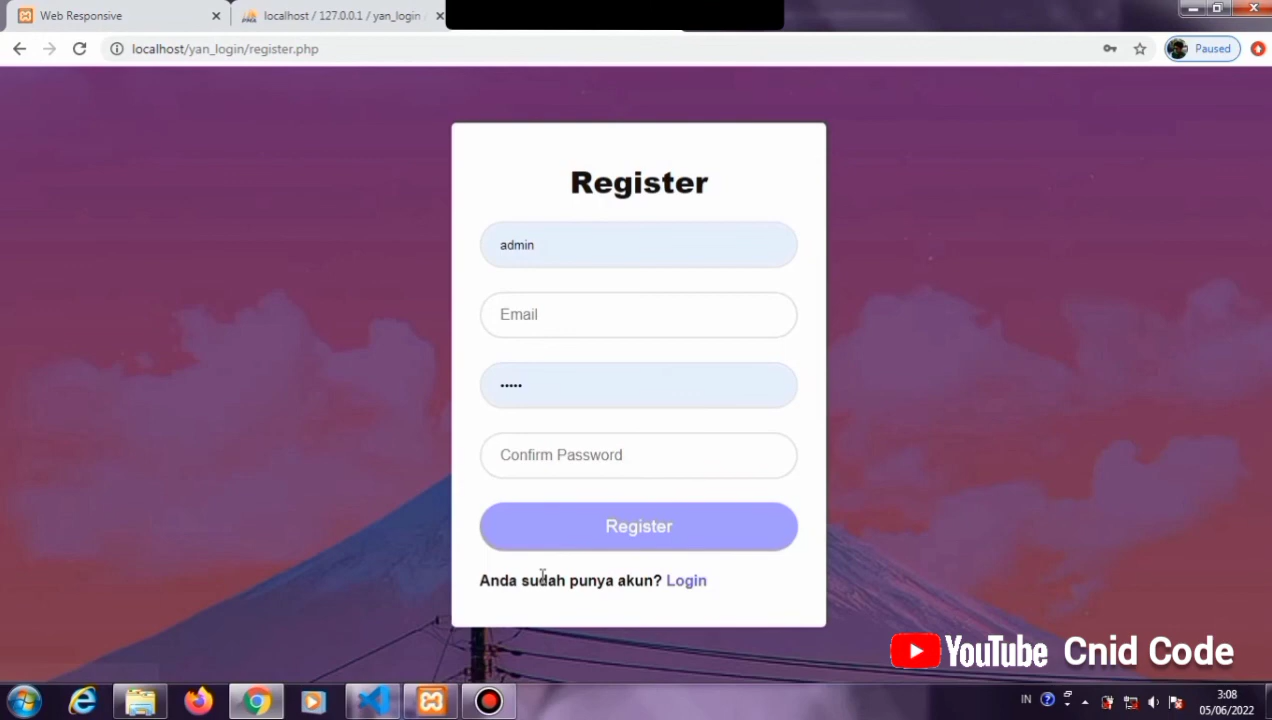 Web Responsive
localhost / 127.0.0.1 / yan_login
localhost/yan_login/register.php
Paused
Register
admin
Email
•••••
Confirm Password
Register
Anda sudah punya akun? Login
YouTube Cnid Code
IN
3:08
05/06/2022